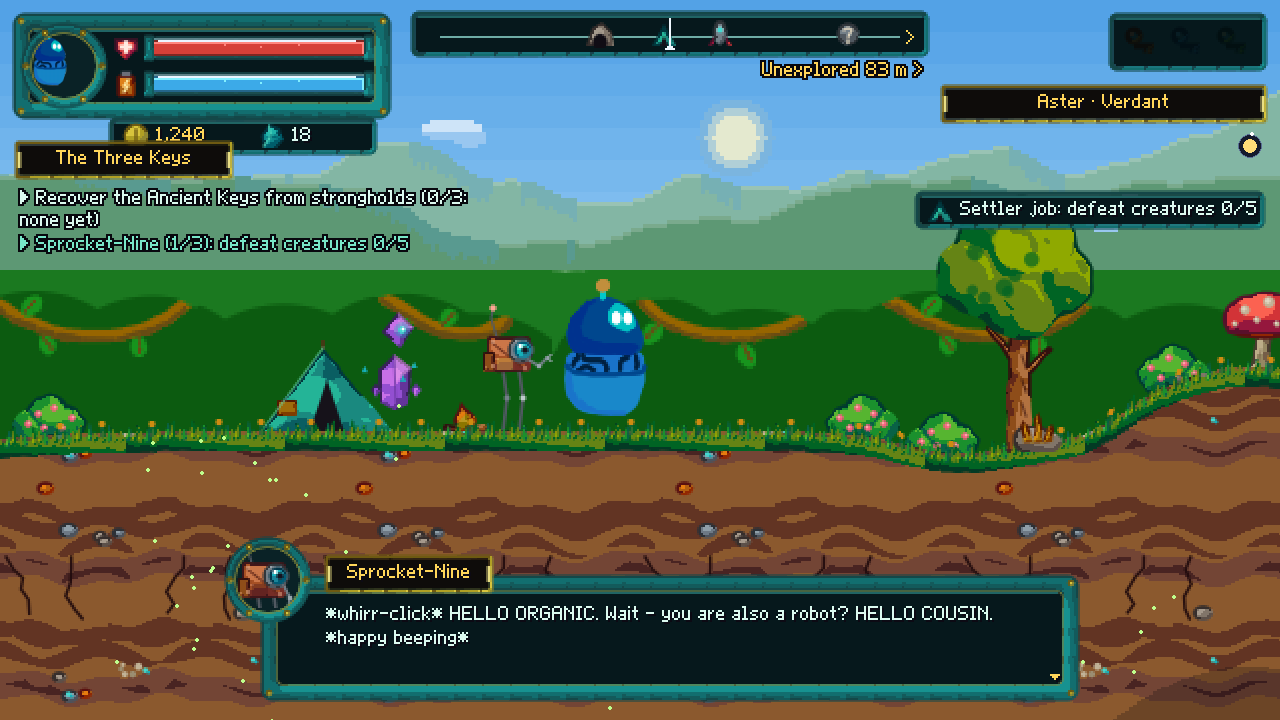 Unexplored 83 m >
Aster · Verdant
1,240
18
The Three Keys
Recover the Ancient Keys from strongholds (0/3:
none yet)
Sprocket-Nine (1/3): defeat creatures 0/5
Settler job: defeat creatures 0/5
Sprocket-Nine
*whirr-click* HELLO ORGANIC. Wait - you are also a robot? HELLO COUSIN.
*happy beeping*